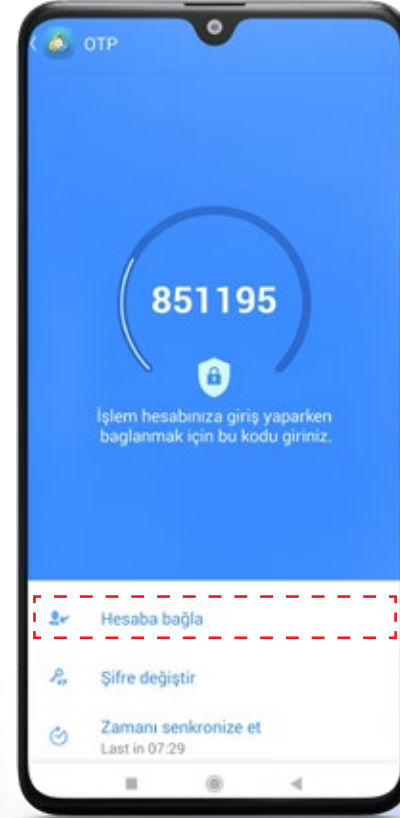 OTP
851195
İşlem hesabınıza giriş yaparken
baglanmak için bu kodu giriniz.
Hesaba bağla
Şifre değiştir
Zamanı senkronize et
Last in 07:29